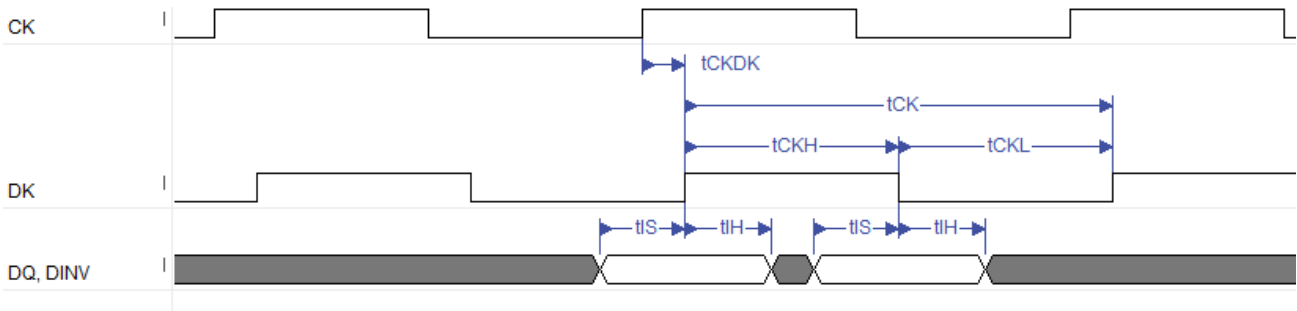 CK
tCKDK
tCK
tCKH tCKL
DK
tIS tIH tIS tIH
DQ, DINV